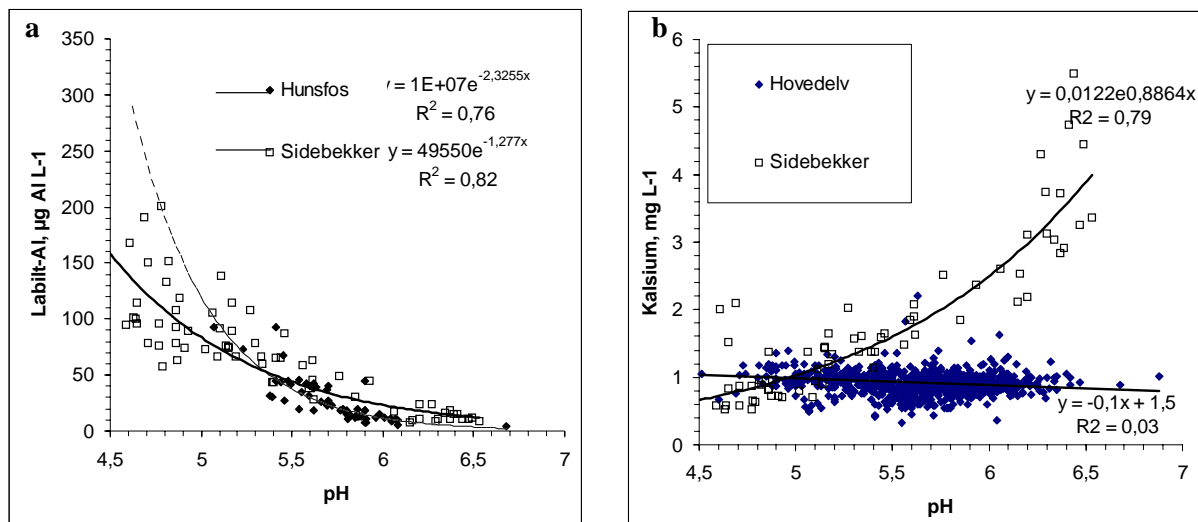 a
Labilt-Al, µg Al L-1
350
300
250
200
150
100
50
0
4,5 5 5,5 6 6,5 7
pH
Hunsfos
y = 1E+07e^-2,3255x
R² = 0,76
Sidebekker
y = 49550e^-1,277x
R² = 0,82
b
Kalsium, mg L-1
6
5
4
3
2
1
0
4,5 5 5,5 6 6,5 7
pH
Hovedelv
Sidebekker
y = 0,0122e0,8864x
R2 = 0,79
y = -0,1x + 1,5
R2 = 0,03